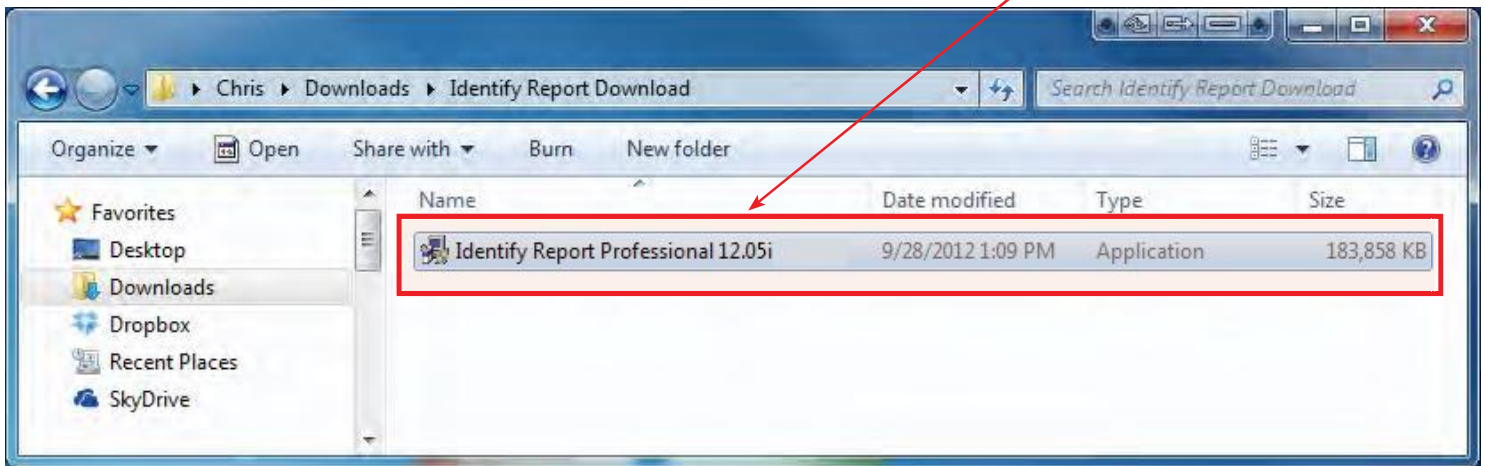 Chris Downloads Identify Report Download Search Identify Report Download
Organize Open Share with Burn New folder
Name Date modified Type Size
Favorites
Identify Report Professional 12.05i 9/28/2012 1:09 PM Application 183,858 KB
Desktop
Downloads
Dropbox
Recent Places
SkyDrive